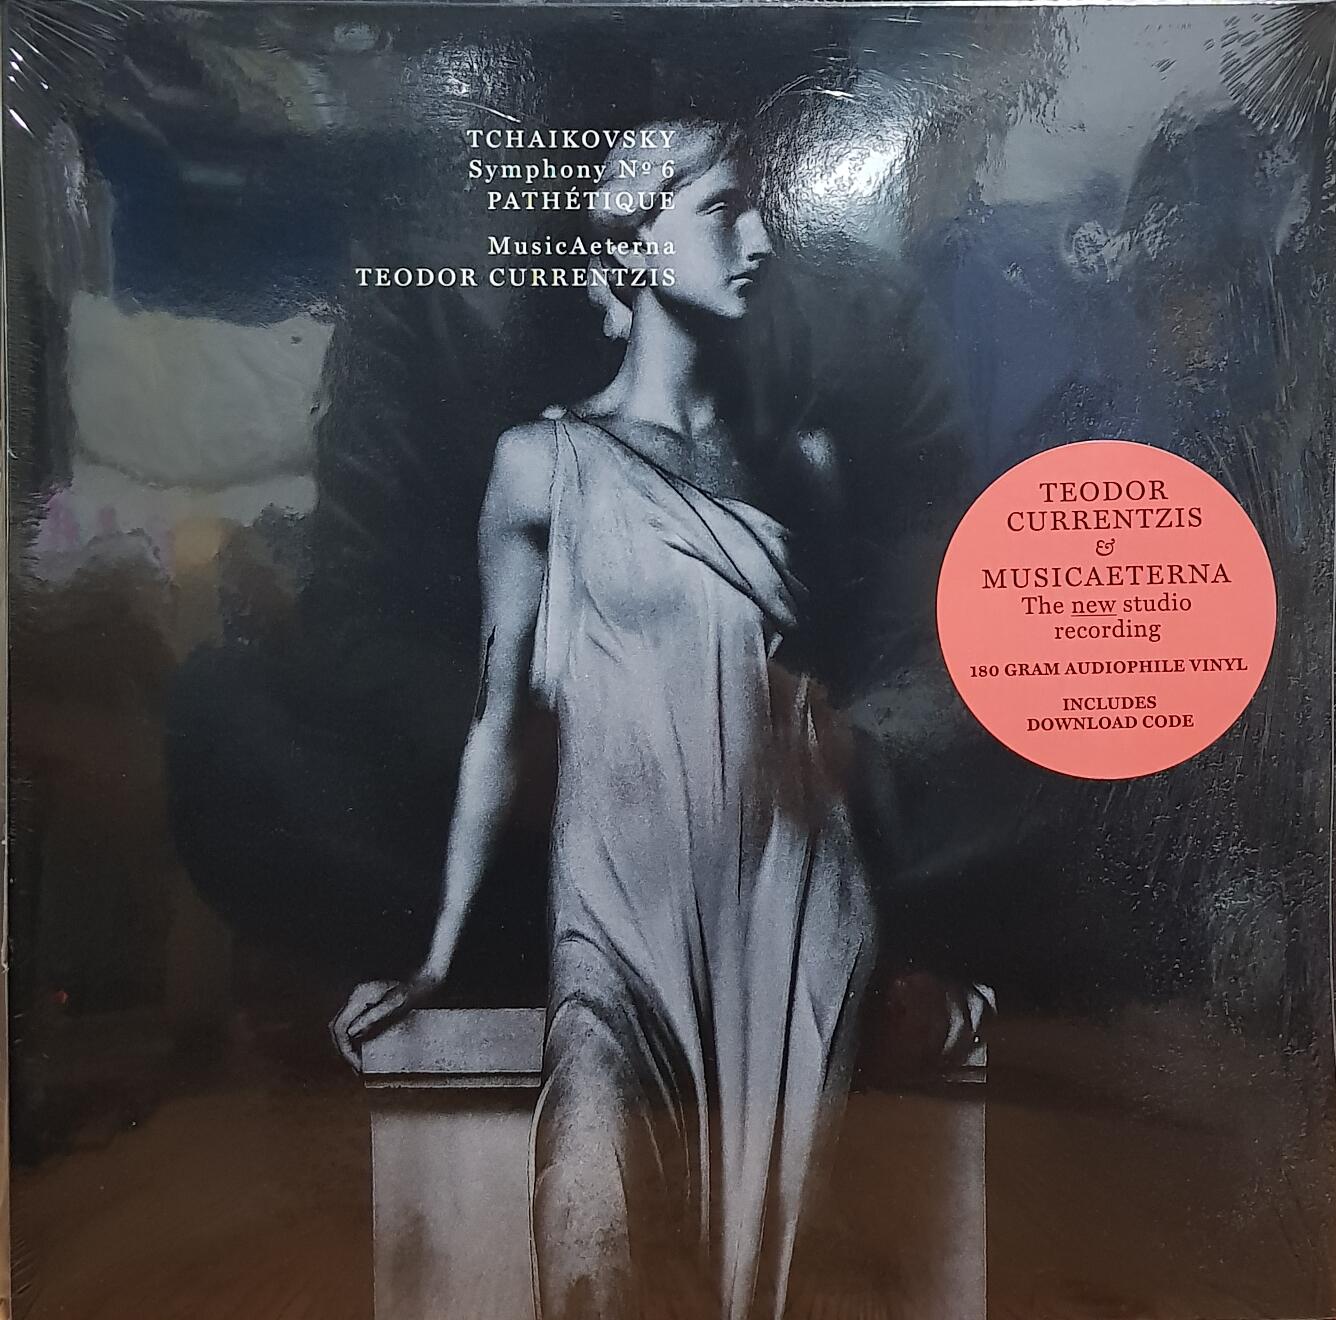 TCHAIKOVSKY
Symphony Nº 6
PATHÉTIQUE
MusicAeterna
TEODOR CURRENTZIS
TEODOR
CURRENTZIS
&
MUSICAETERNA
The new studio
recording
180 GRAM AUDIOPHILE VINYL
INCLUDES
DOWNLOAD CODE